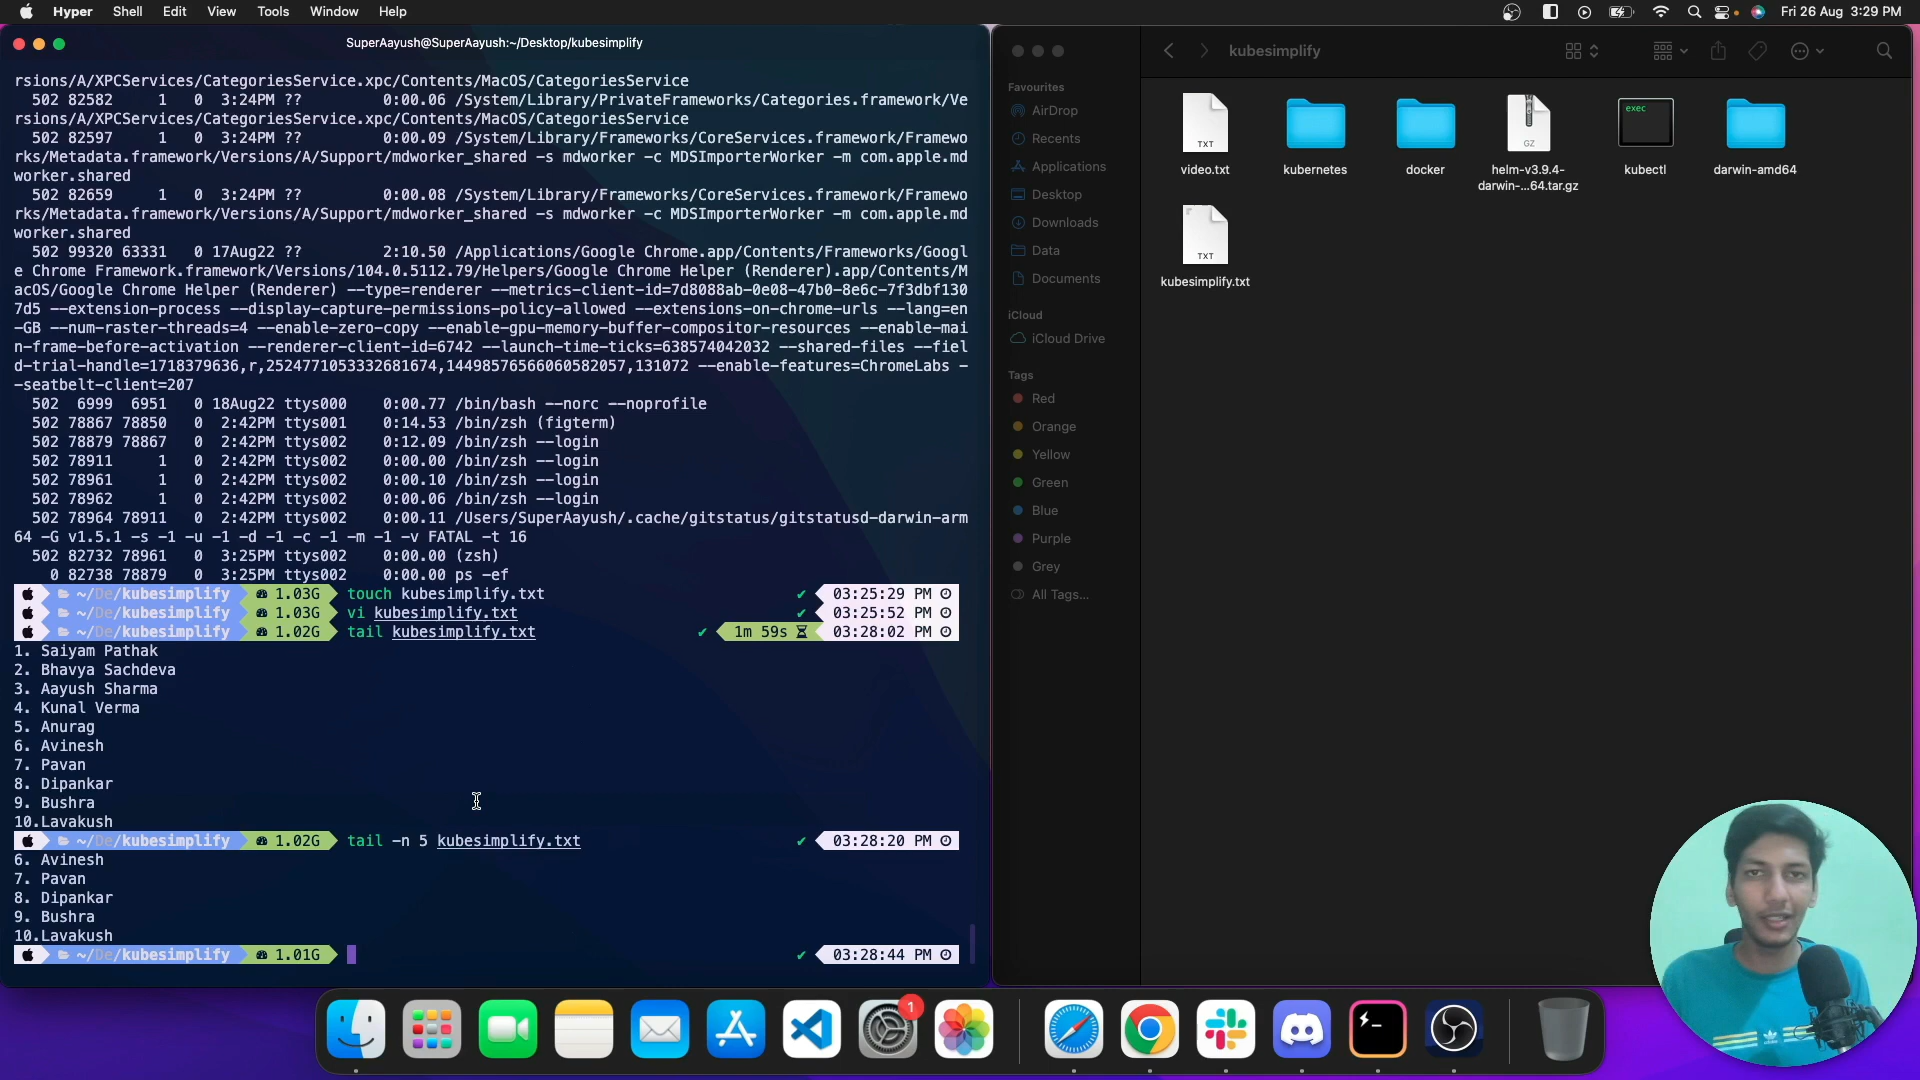 Hyper Shell Edit View Tools Window Help
Fri 26 Aug 3:29 PM
SuperAayush@SuperAayush:~/Desktop/kubesimplify
rsions/A/XPCServices/CategoriesService.xpc/Contents/MacOS/CategoriesService
502 82582 1 0 3:24PM ?? 0:00.06 /System/Library/PrivateFrameworks/Categories.framework/Ve
rsions/A/XPCServices/CategoriesService.xpc/Contents/MacOS/CategoriesService
502 82597 1 0 3:24PM ?? 0:00.09 /System/Library/Frameworks/CoreServices.framework/Framewo
rks/Metadata.framework/Versions/A/Support/mdworker_shared -s mdworker -c MDSImporterWorker -m com.apple.md
worker.shared
502 82659 1 0 3:24PM ?? 0:00.08 /System/Library/Frameworks/CoreServices.framework/Framewo
rks/Metadata.framework/Versions/A/Support/mdworker_shared -s mdworker -c MDSImporterWorker -m com.apple.md
worker.shared
502 99320 63331 0 17Aug22 ?? 2:10.50 /Applications/Google Chrome.app/Contents/Frameworks/Googl
e Chrome Framework.framework/Versions/104.0.5112.79/Helpers/Google Chrome Helper (Renderer).app/Contents/M
acOS/Google Chrome Helper (Renderer) --type=renderer --metrics-client-id=7d8088ab-0e08-47b0-8e6c-7f3dbf130
7d5 --extension-process --display-capture-permissions-policy-allowed --extensions-on-chrome-urls --lang=en
-GB --num-raster-threads=4 --enable-zero-copy --enable-gpu-memory-buffer-compositor-resources --enable-mai
n-frame-before-activation --renderer-client-id=6742 --launch-time-ticks=638574042032 --shared-files --fiel
d-trial-handle=1718379636,r,2524771053332681674,14498576566060582057,131072 --enable-features=ChromeLabs -
-seatbelt-client=207
502 6999 6951 0 18Aug22 ttys000 0:00.77 /bin/bash --norc --noprofile
502 78867 78850 0 2:42PM ttys001 0:14.53 /bin/zsh (figterm)
502 78879 78867 0 2:42PM ttys002 0:12.09 /bin/zsh --login
502 78911 1 0 2:42PM ttys002 0:00.00 /bin/zsh --login
502 78961 1 0 2:42PM ttys002 0:00.10 /bin/zsh --login
502 78962 1 0 2:42PM ttys002 0:00.06 /bin/zsh --login
502 78964 78911 0 2:42PM ttys002 0:00.11 /Users/SuperAayush/.cache/gitstatus/gitstatusd-darwin-arm
64 -G v1.5.1 -s -1 -u -1 -d -1 -c -1 -m -1 -v FATAL -t 16
502 82732 78961 0 3:25PM ttys002 0:00.00 (zsh)
0 82738 78879 0 3:25PM ttys002 0:00.00 ps -ef
~/De/kubesimplify 1.03G touch kubesimplify.txt ✔ 03:25:29 PM
~/De/kubesimplify 1.03G vi kubesimplify.txt ✔ 03:25:52 PM
~/De/kubesimplify 1.02G tail kubesimplify.txt ✔ 1m 59s 03:28:02 PM
1. Saiyam Pathak
2. Bhavya Sachdeva
3. Aayush Sharma
4. Kunal Verma
5. Anurag
6. Avinesh
7. Pavan
8. Dipankar
9. Bushra
10.Lavakush
~/De/kubesimplify 1.02G tail -n 5 kubesimplify.txt ✔ 03:28:20 PM
6. Avinesh
7. Pavan
8. Dipankar
9. Bushra
10.Lavakush
~/De/kubesimplify 1.01G ✔ 03:28:44 PM
kubesimplify
Favourites
AirDrop
Recents
Applications
Desktop
Downloads
Data
Documents
iCloud
iCloud Drive
Tags
Red
Orange
Yellow
Green
Blue
Purple
Grey
All Tags...
TXT
video.txt
kubernetes
docker
GZ
helm-v3.9.4-
darwin-...64.tar.gz
exec
kubectl
darwin-amd64
TXT
kubesimplify.txt
1
adidas